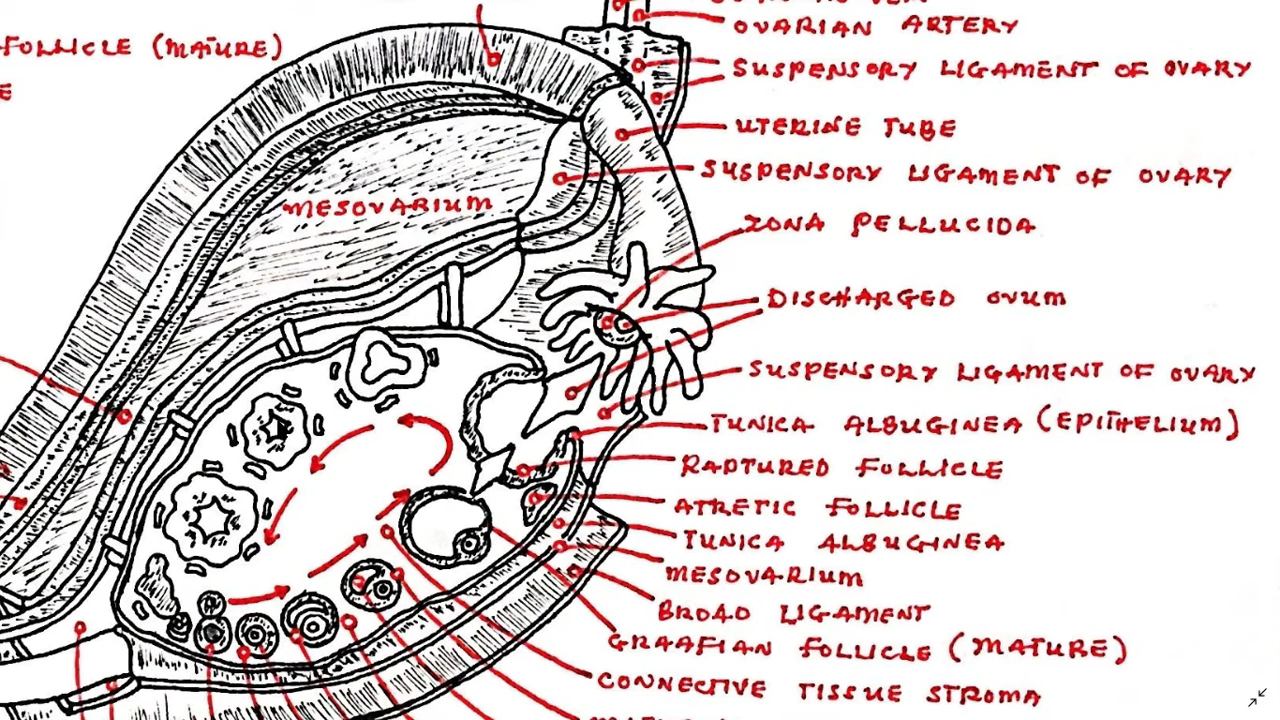 OVARIAN ARTERY
FOLLICLE (MATURE)
SUSPENSORY LIGAMENT OF OVARY
UTERINE TUBE
SUSPENSORY LIGAMENT OF OVARY
MESOVARIUM
ZONA PELLUCIDA
DISCHARGED OVUM
SUSPENSORY LIGAMENT OF OVARY
TUNICA ALBUGINEA (EPITHELIUM)
RAPTURED FOLLICLE
ATRETIC FOLLICLE
TUNICA ALBUGINEA
MESOVARIUM
BROAD LIGAMENT
GRAAFIAN FOLLICLE (MATURE)
CONNECTIVE TISSUE STROMA